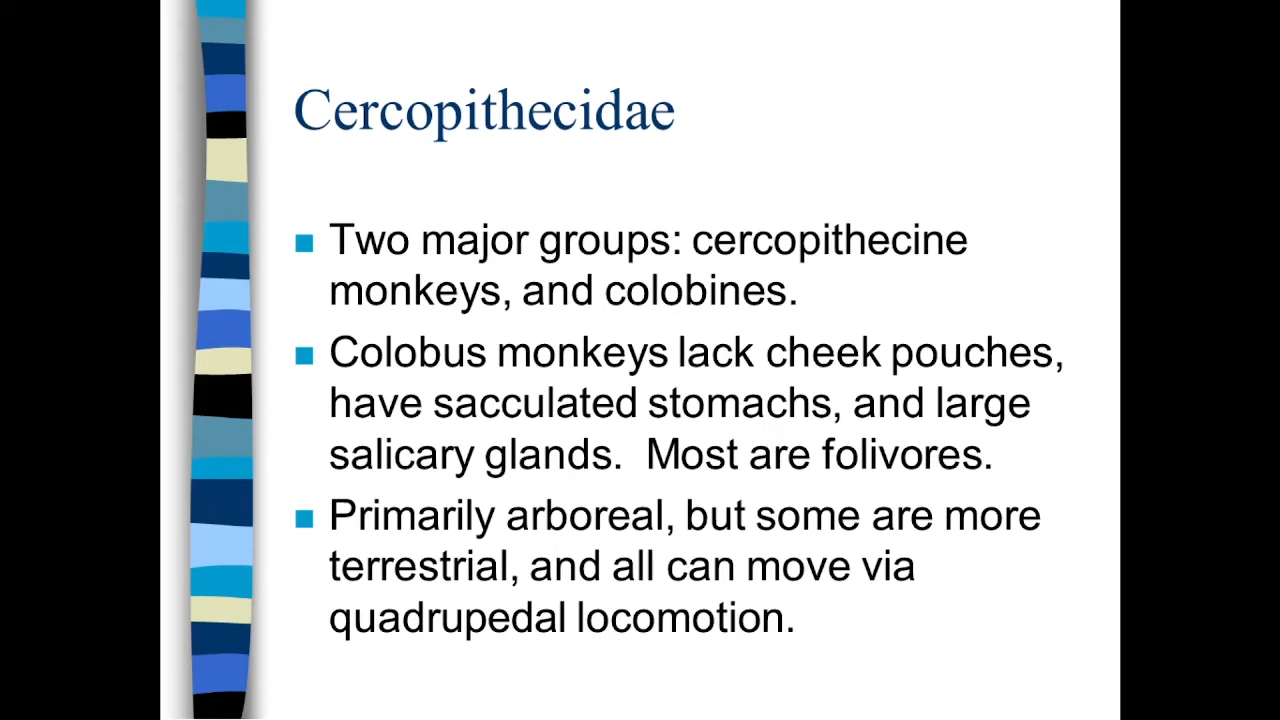 Cercopithecidae
Two major groups: cercopithecine
monkeys, and colobines.
Colobus monkeys lack cheek pouches,
have sacculated stomachs, and large
salicary glands.  Most are folivores.
Primarily arboreal, but some are more
terrestrial, and all can move via
quadrupedal locomotion.